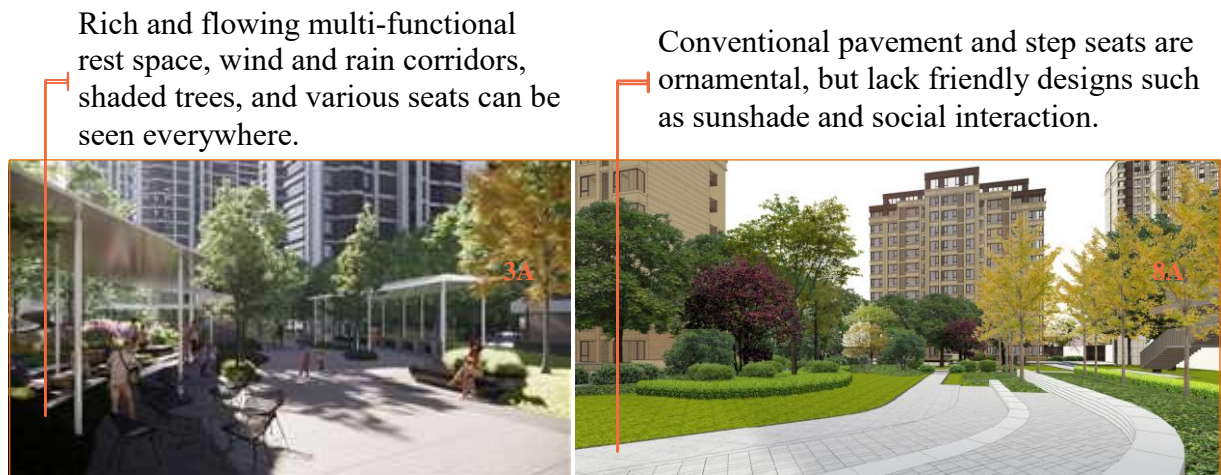 Rich and flowing multi-functional
rest space, wind and rain corridors,
shaded trees, and various seats can be
seen everywhere.
Conventional pavement and step seats are
ornamental, but lack friendly designs such
as sunshade and social interaction.
3A
8A